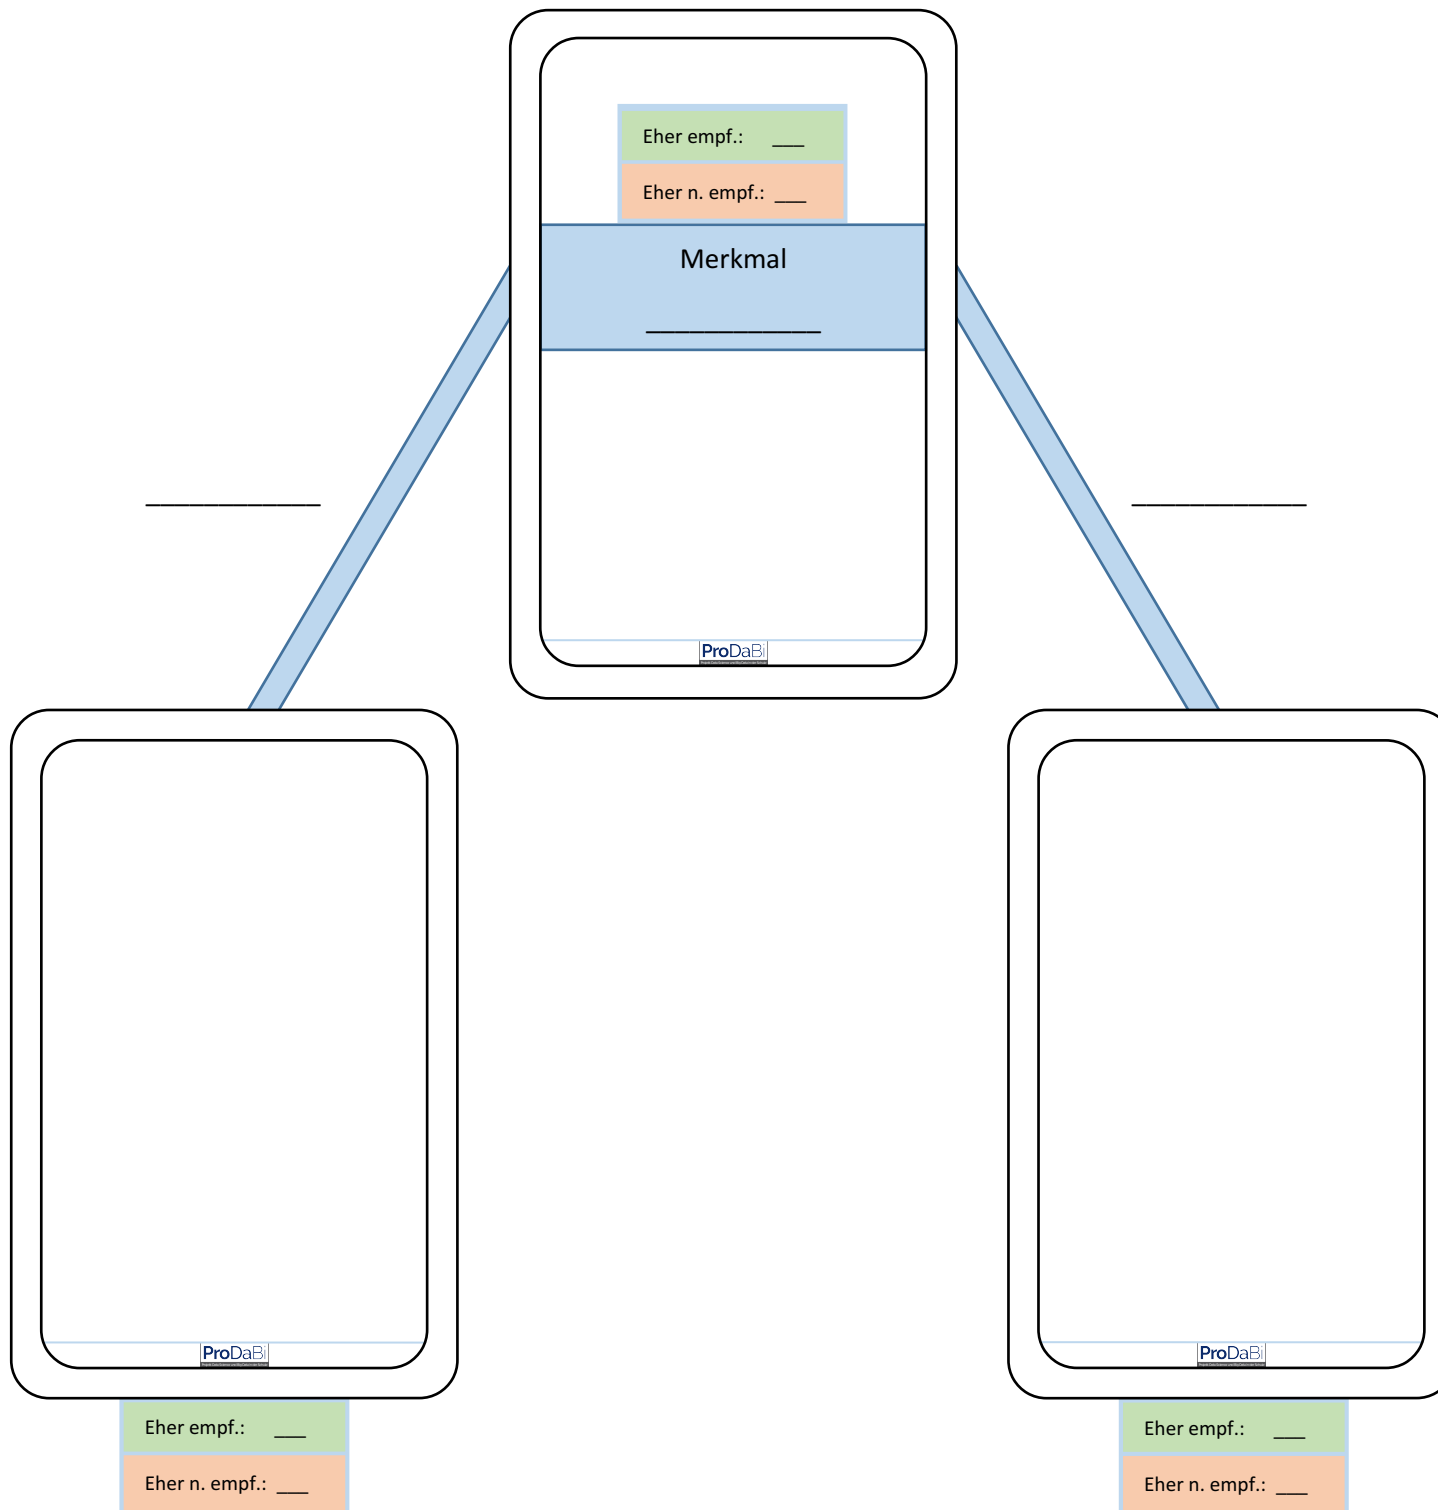 Eher empf.: ___
Eher n. empf.: ___
Merkmal
____________
____________ ____________
ProDaBi
ProDaBi ProDaBi
Eher empf.: ___ Eher empf.: ___
Eher n. empf.: ___ Eher n. empf.: ___